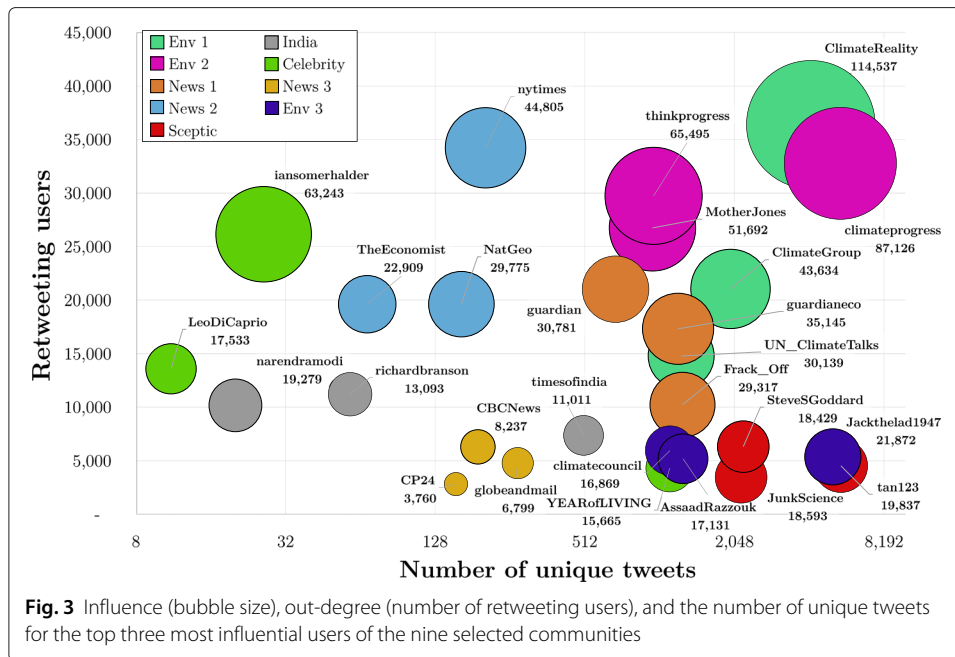 45,000
40,000
35,000
30,000
25,000
20,000
15,000
10,000
5,000
-
Retweeting users
Env 1
India
Env 2
Celebrity
News 1
News 3
News 2
Env 3
Sceptic
ClimateReality
114,537
nytimes
44,805
thinkprogress
65,495
iansomerhalder
63,243
MotherJones
51,692
climateprogress
87,126
TheEconomist
22,909
NatGeo
29,775
ClimateGroup
43,634
guardian
30,781
guardianeco
35,145
LeoDiCaprio
17,533
UN_ClimateTalks
30,139
narendramodi
19,279
richardbranson
13,093
timesofindia
11,011
Frack_Off
29,317
SteveSGoddard
18,429
CBCNews
8,237
Jackthelad1947
21,872
climatecouncil
16,869
CP24
3,760
globeandmail
6,799
YEARofLIVING
15,665
AssaadRazzouk
17,131
JunkScience
18,593
tan123
19,837
8
32
128
512
2,048
8,192
Number of unique tweets
Fig. 3 Influence (bubble size), out-degree (number of retweeting users), and the number of unique tweets
for the top three most influential users of the nine selected communities